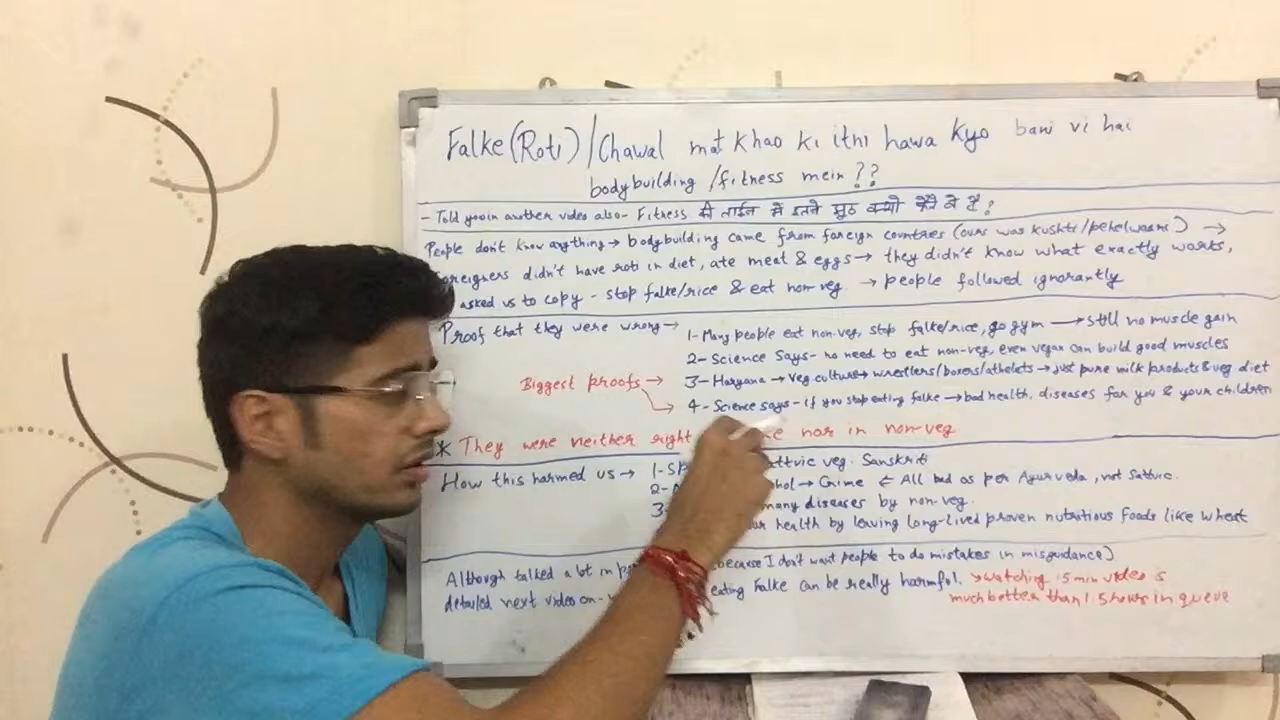 Falke(Roti)/Chawal mat khao ki itni hawa kyo bani vi hai
bodybuilding /fitness mein ??
- Told you in another video also - Fitness की लाईन में इतने झूठ क्यों फैले वे हैं?
People don't know anything → bodybuilding came from foreign countries (ours was kushti/pehelwaani) →
foreigners didn't have roti in diet, ate meat & eggs → they didn't know what exactly works,
asked us to copy - stop falke/rice & eat non-veg → people followed ignorantly
Proof that they were wrong →
1- Many people eat non-veg, stop falke/rice, go gym → still no muscle gain
2- Science says - no need to eat non-veg, even vegan can build good muscles
Biggest proofs → 3- Haryana → veg. culture → wrestlers/boxers/athelets → just pure milk products & veg diet
4- Science says - if you stop eating falke → bad health, diseases for you & your children
* They were neither right nor in non-veg
How this harmed us → 1- veg. Sanskriti
2- → Crime ← All bad as per Ayurveda, not Sattvic.
3- many diseases by non-veg.
health by leaving long-lived proven nutritious foods like wheat
Although talked a lot in because I don't want people to do mistakes in misguidance)
detailed next video on - eating Falke can be really harmful. → watching 15 min video is
much better than 15 hours in queue